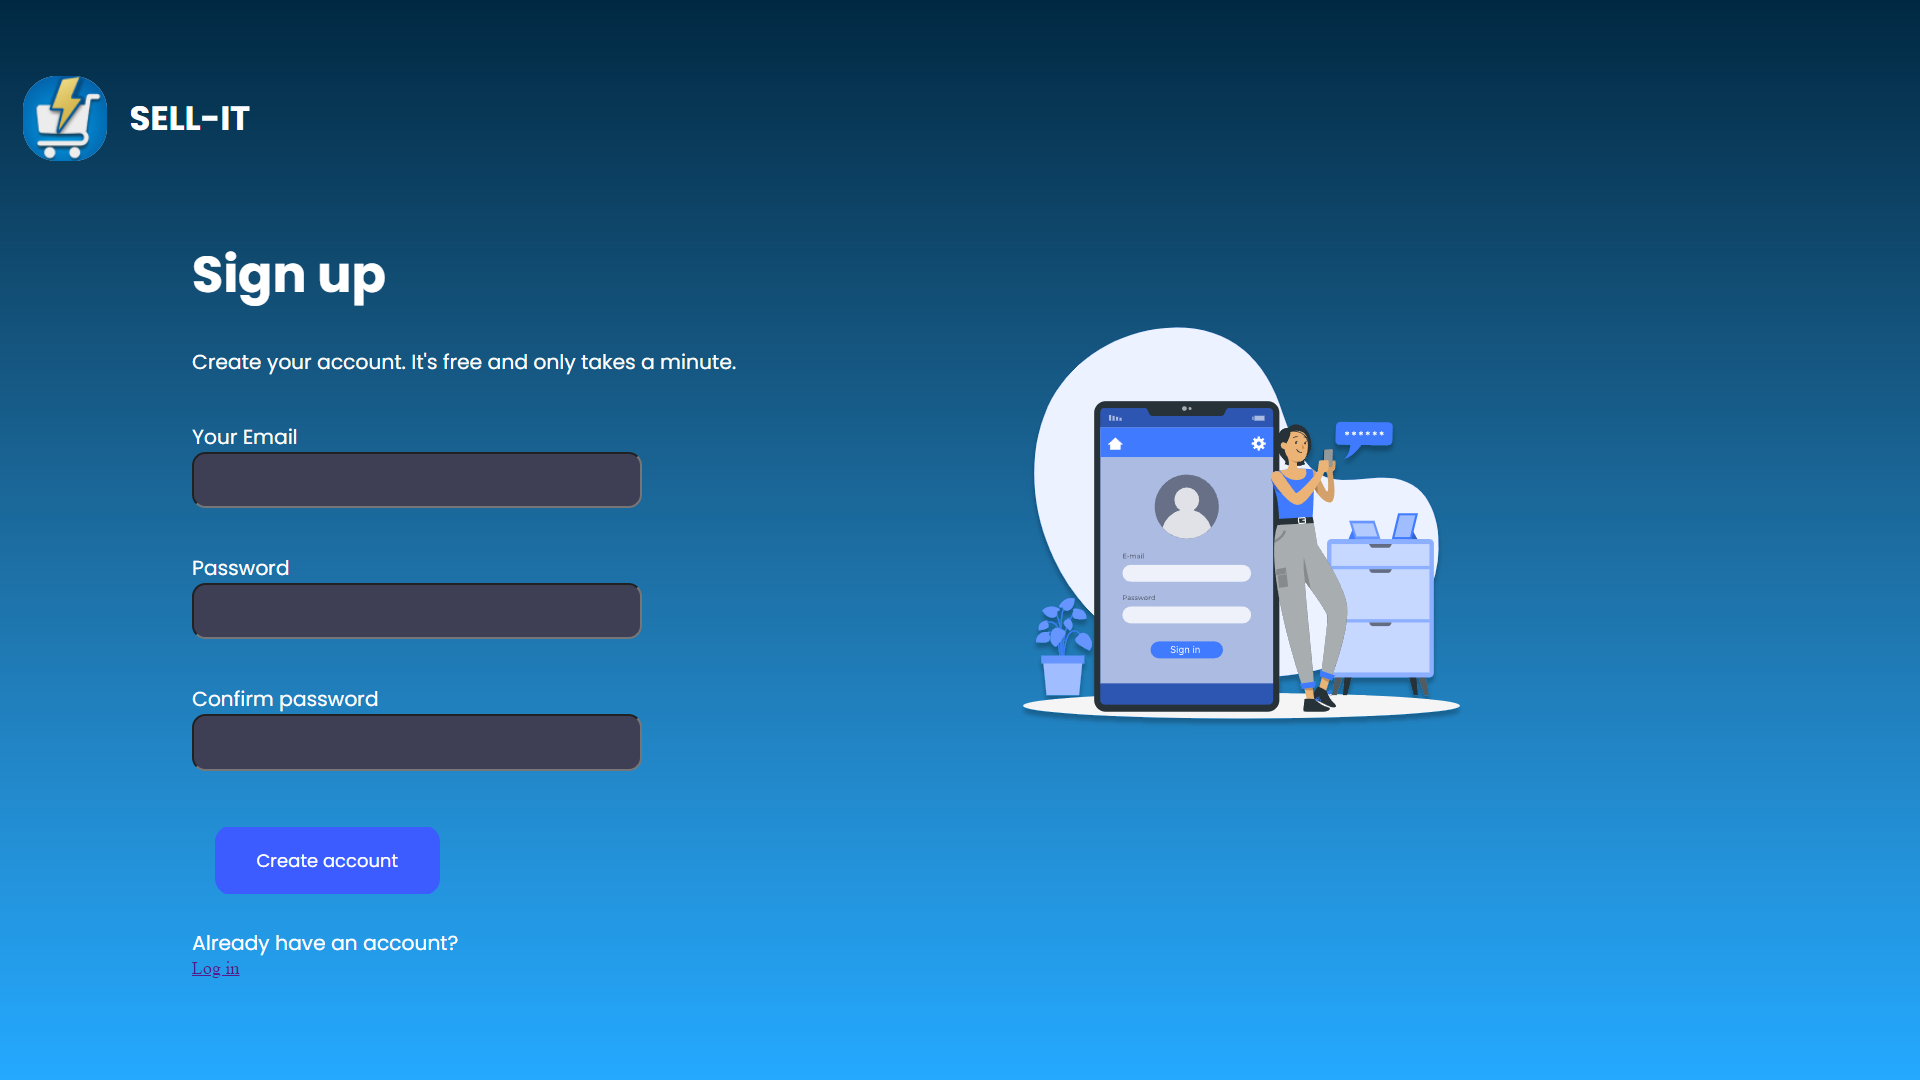 SELL-IT
Sign up
Create your account. It's free and only takes a minute.
Your Email
Password
Confirm password
Create account
Already have an account?
Log in
******
E-mail
Password
Sign in